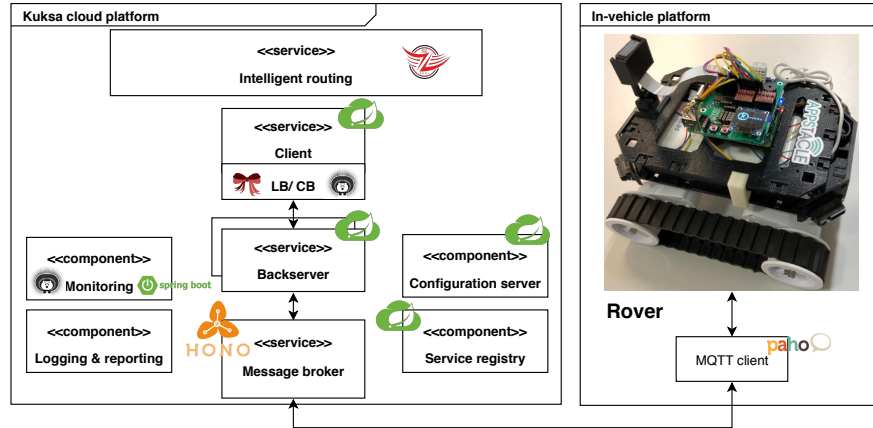 Kuksa cloud platform
<<service>>
Intelligent routing
<<service>>
Client
LB/ CB
<<service>>
Backserver
<<component>>
Monitoring
spring boot
<<component>>
Configuration server
<<component>>
Logging & reporting
HONO
<<service>>
Message broker
<<component>>
Service registry
In-vehicle platform
APPSTACLE
Rover
paho
MQTT client